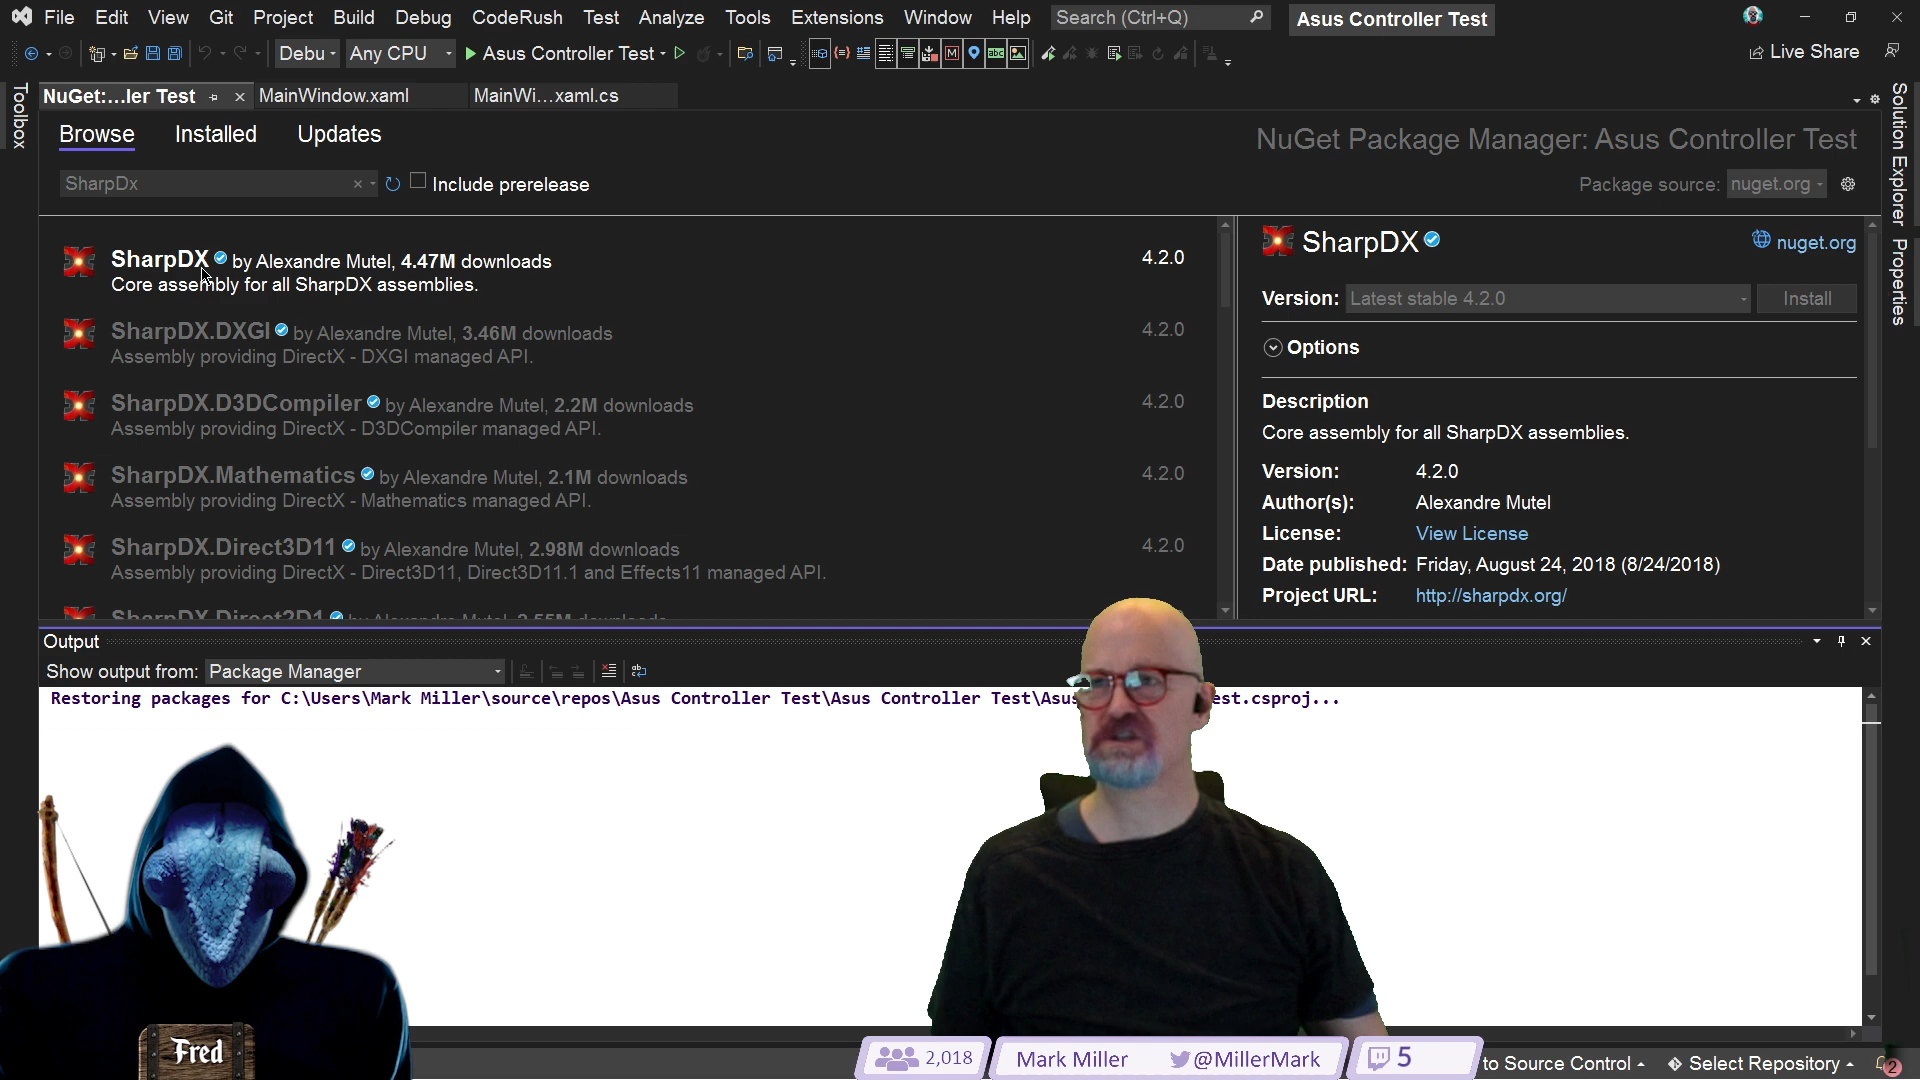 File Edit View Git Project Build Debug CodeRush Test Analyze Tools Extensions Window Help Search (Ctrl+Q) Asus Controller Test
Debu Any CPU Asus Controller Test Live Share
Toolbox
NuGet:...ler Test MainWindow.xaml MainWi...xaml.cs
Browse Installed Updates
NuGet Package Manager: Asus Controller Test
SharpDx Include prerelease
Package source: nuget.org
SharpDX by Alexandre Mutel, 4.47M downloads 4.2.0
Core assembly for all SharpDX assemblies.
SharpDX.DXGI by Alexandre Mutel, 3.46M downloads 4.2.0
Assembly providing DirectX - DXGI managed API.
SharpDX.D3DCompiler by Alexandre Mutel, 2.2M downloads 4.2.0
Assembly providing DirectX - D3DCompiler managed API.
SharpDX.Mathematics by Alexandre Mutel, 2.1M downloads 4.2.0
Assembly providing DirectX - Mathematics managed API.
SharpDX.Direct3D11 by Alexandre Mutel, 2.98M downloads 4.2.0
Assembly providing DirectX - Direct3D11, Direct3D11.1 and Effects11 managed API.
SharpDX.Direct2D1 by Alexandre Mutel, 2.55M downloads
SharpDX nuget.org
Version: Latest stable 4.2.0 Install
Options
Description
Core assembly for all SharpDX assemblies.
Version: 4.2.0
Author(s): Alexandre Mutel
License: View License
Date published: Friday, August 24, 2018 (8/24/2018)
Project URL: http://sharpdx.org/
Solution Explorer
Properties
Output
Show output from: Package Manager
Restoring packages for C:\Users\Mark Miller\source\repos\Asus Controller Test\Asus Controller Test\Asus est.csproj...
Fred
2,018 Mark Miller @MillerMark 5 to Source Control Select Repository 2